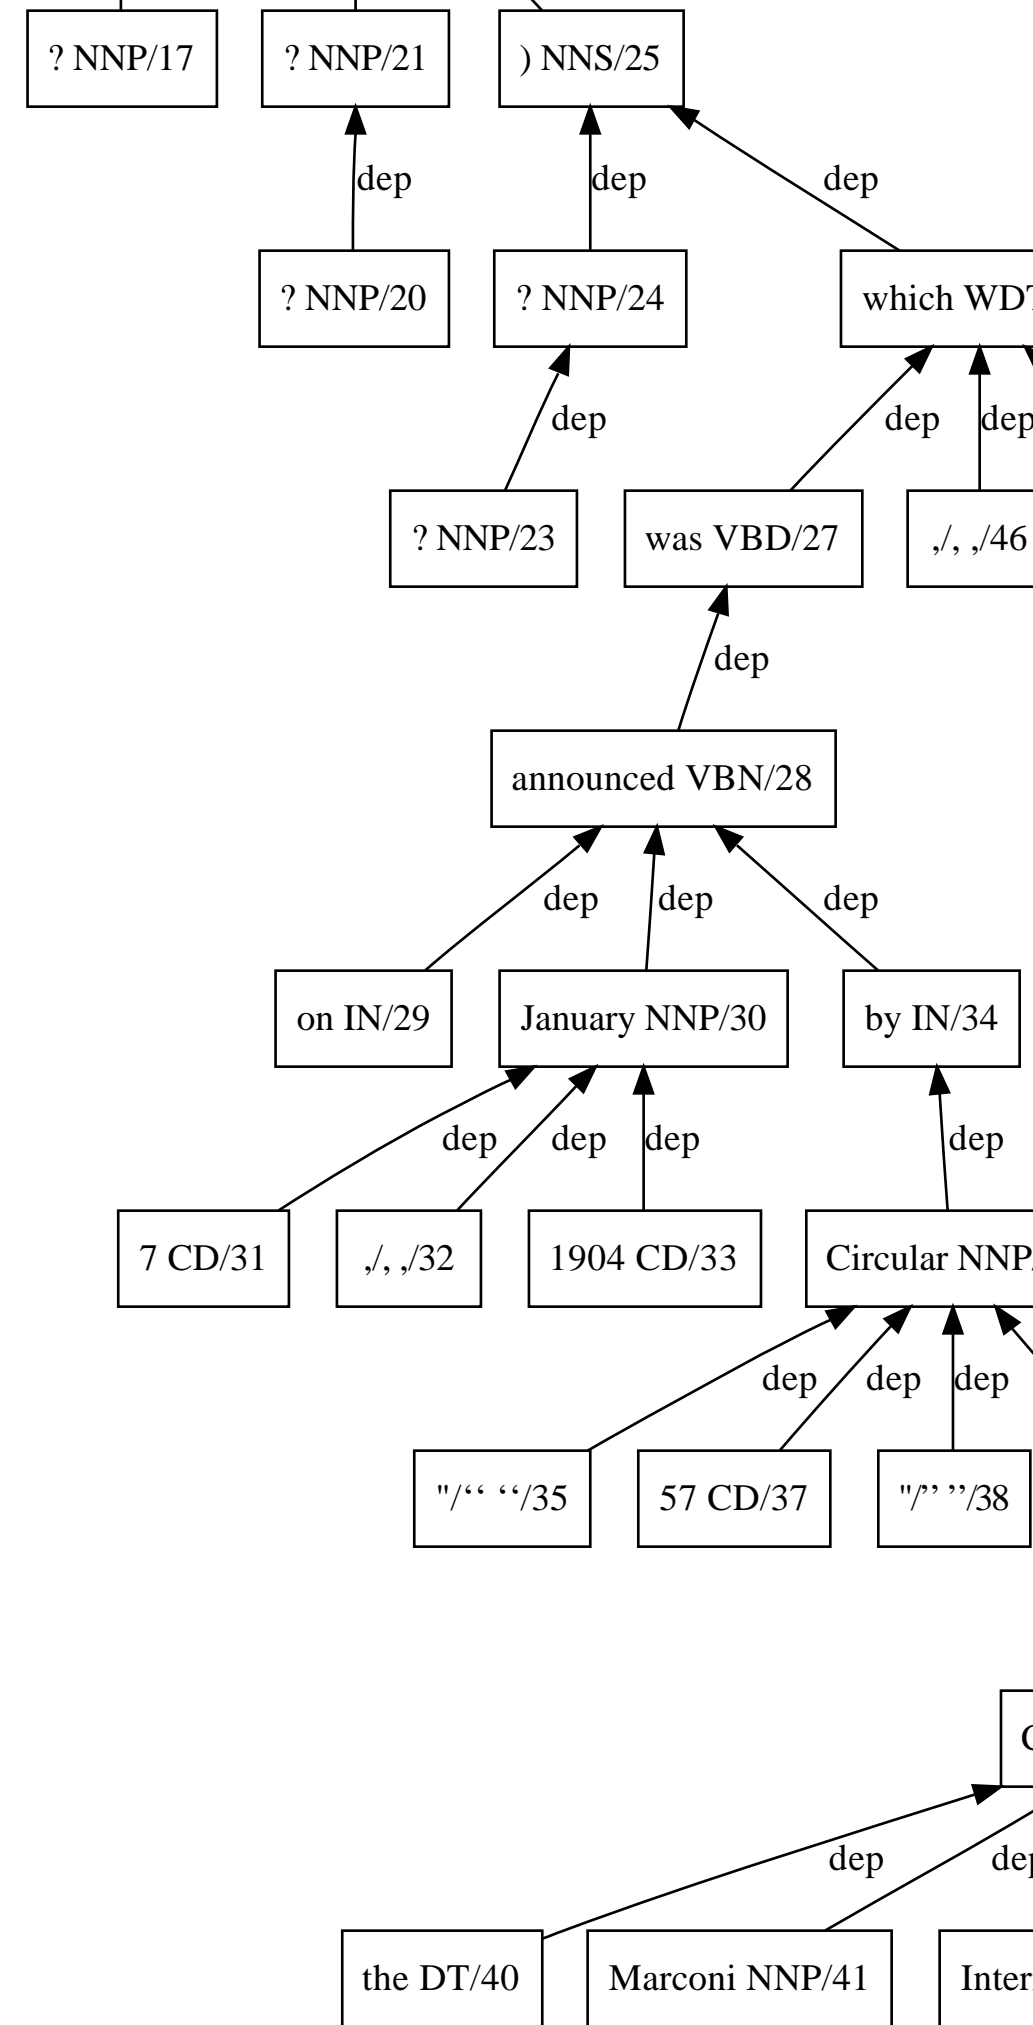 ? NNP/17 ? NNP/21 ) NNS/25
dep dep dep
? NNP/20 ? NNP/24 which
dep dep dep
? NNP/23 was VBD/27 ,/, ,/46
dep
announced VBN/28
dep dep dep
on IN/29 January NNP/30 by IN/34
dep dep dep dep
7 CD/31 ,/, ,/32 1904 CD/33 Circular NNP
dep dep dep
"/‘‘ ‘‘/35 57 CD/37 "/’’ ’’/38
dep
the DT/40 Marconi NNP/41